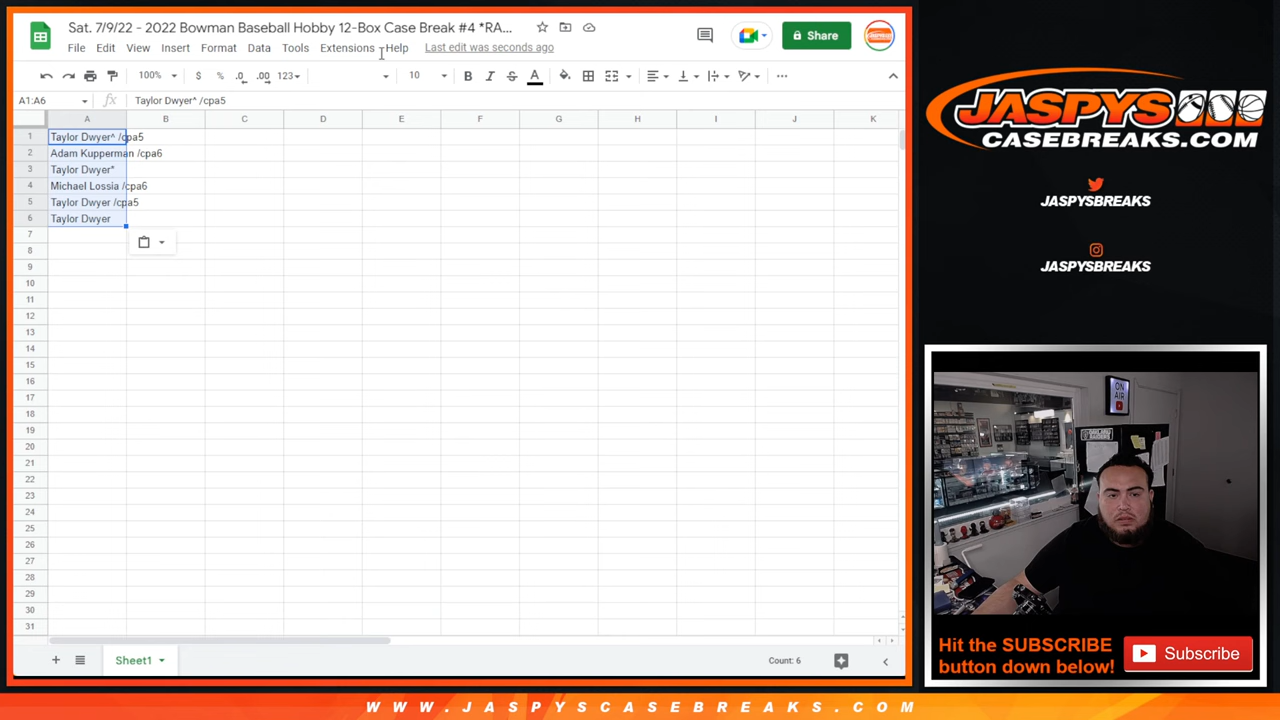 Sat. 7/9/22 - 2022 Bowman Baseball Hobby 12-Box Case Break #4 *RA...
File Edit View Insert Format Data Tools Extensions Help Last edit was seconds ago
Share
100% $ % .0 .00 123 10 B I S A
A1:A6 fx Taylor Dwyer^ /cpa5
A B C D E F G H I J K
1 Taylor Dwyer^ /cpa5
2 Adam Kupperman /cpa6
3 Taylor Dwyer*
4 Michael Lossia /cpa6
5 Taylor Dwyer /cpa5
6 Taylor Dwyer
7
8
9
10
11
12
13
14
15
16
17
18
19
20
21
22
23
24
25
26
27
28
29
30
31
Sheet1
Count: 6
JASPYS
CASEBREAKS.COM
JASPYSBREAKS
JASPYSBREAKS
ON
AIR
Hit the SUBSCRIBE
button down below!
Subscribe
WWW.JASPYSCASEBREAKS.COM